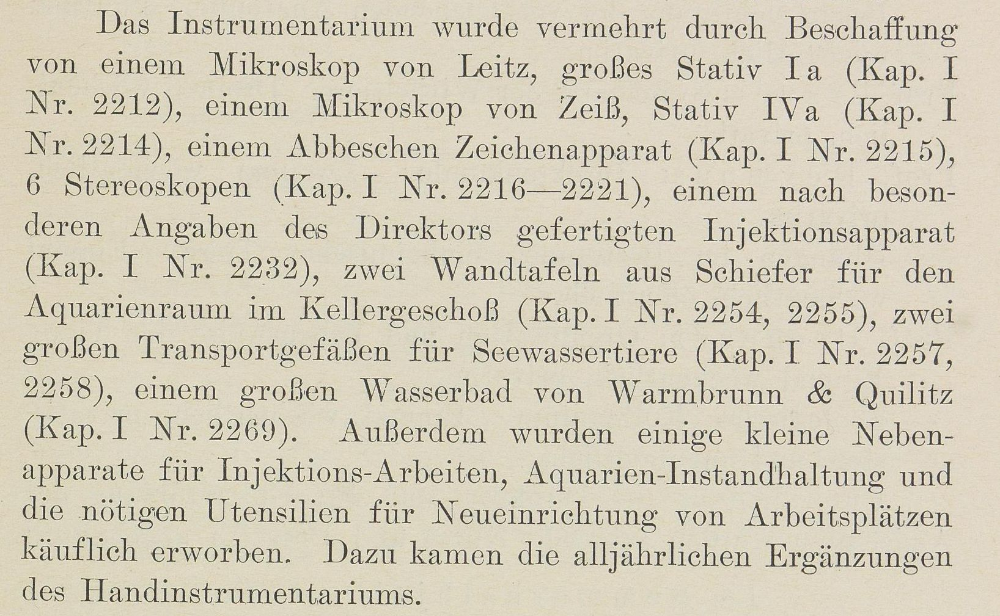 Das Instrumentarium wurde vermehrt durch Beschaffung
von einem Mikroskop von Leitz, großes Stativ Ia (Kap. I
Nr. 2212), einem Mikroskop von Zeiß, Stativ IVa (Kap. I
Nr. 2214), einem Abbeschen Zeichenapparat (Kap. I Nr. 2215),
6 Stereoskopen (Kap. I Nr. 2216—2221), einem nach beson-
deren Angaben des Direktors gefertigten Injektionsapparat
(Kap. I Nr. 2232), zwei Wandtafeln aus Schiefer für den
Aquarienraum im Kellergeschoß (Kap. I Nr. 2254, 2255), zwei
großen Transportgefäßen für Seewassertiere (Kap. I Nr. 2257,
2258), einem großen Wasserbad von Warmbrunn & Quilitz
(Kap. I Nr. 2269). Außerdem wurden einige kleine Neben-
apparate für Injektions-Arbeiten, Aquarien-Instandhaltung und
die nötigen Utensilien für Neueinrichtung von Arbeitsplätzen
käuflich erworben. Dazu kamen die alljährlichen Ergänzungen
des Handinstrumentariums.